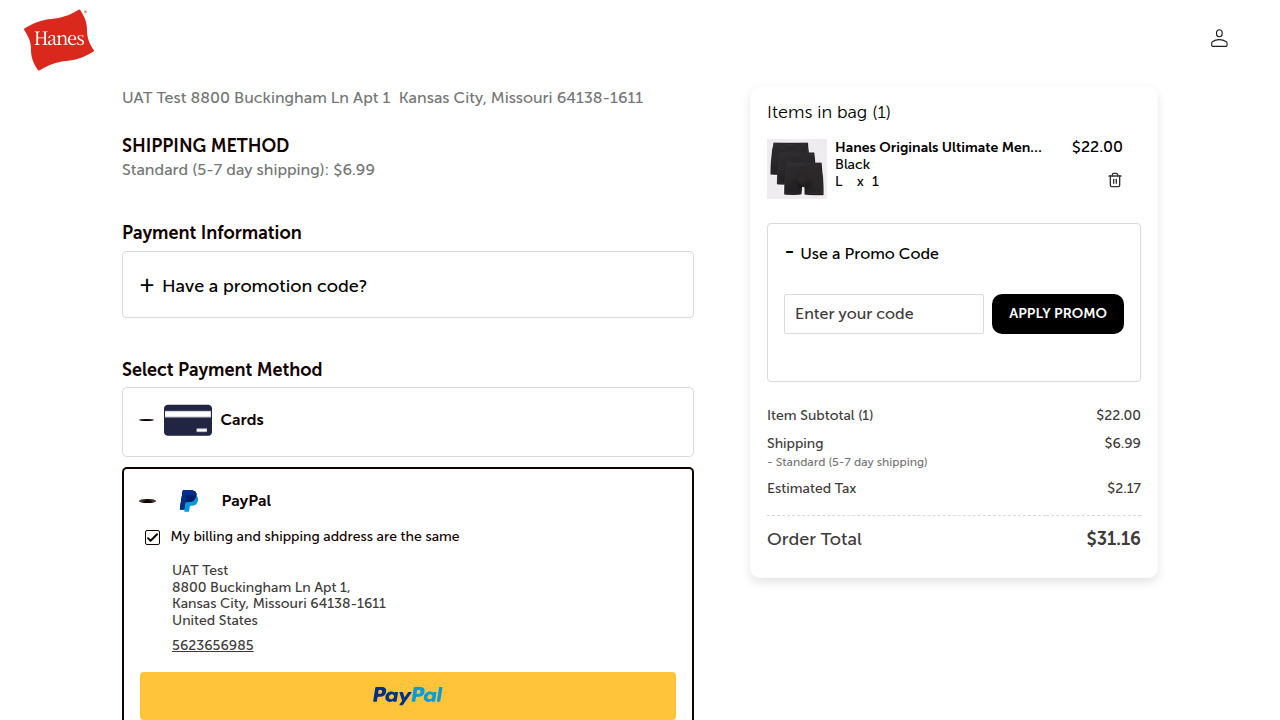 Hanes
UAT Test 8800 Buckingham Ln Apt 1 Kansas City, Missouri 64138-1611
SHIPPING METHOD
Standard (5-7 day shipping): $6.99
Payment Information
+ Have a promotion code?
Select Payment Method
Cards
PayPal
My billing and shipping address are the same
UAT Test
8800 Buckingham Ln Apt 1,
Kansas City, Missouri 64138-1611
United States
5623656985
PayPal
Items in bag (1)
Hanes Originals Ultimate Men... $22.00
Black
L x 1
- Use a Promo Code
Enter your code APPLY PROMO
Item Subtotal (1) $22.00
Shipping $6.99
- Standard (5-7 day shipping)
Estimated Tax $2.17
Order Total $31.16